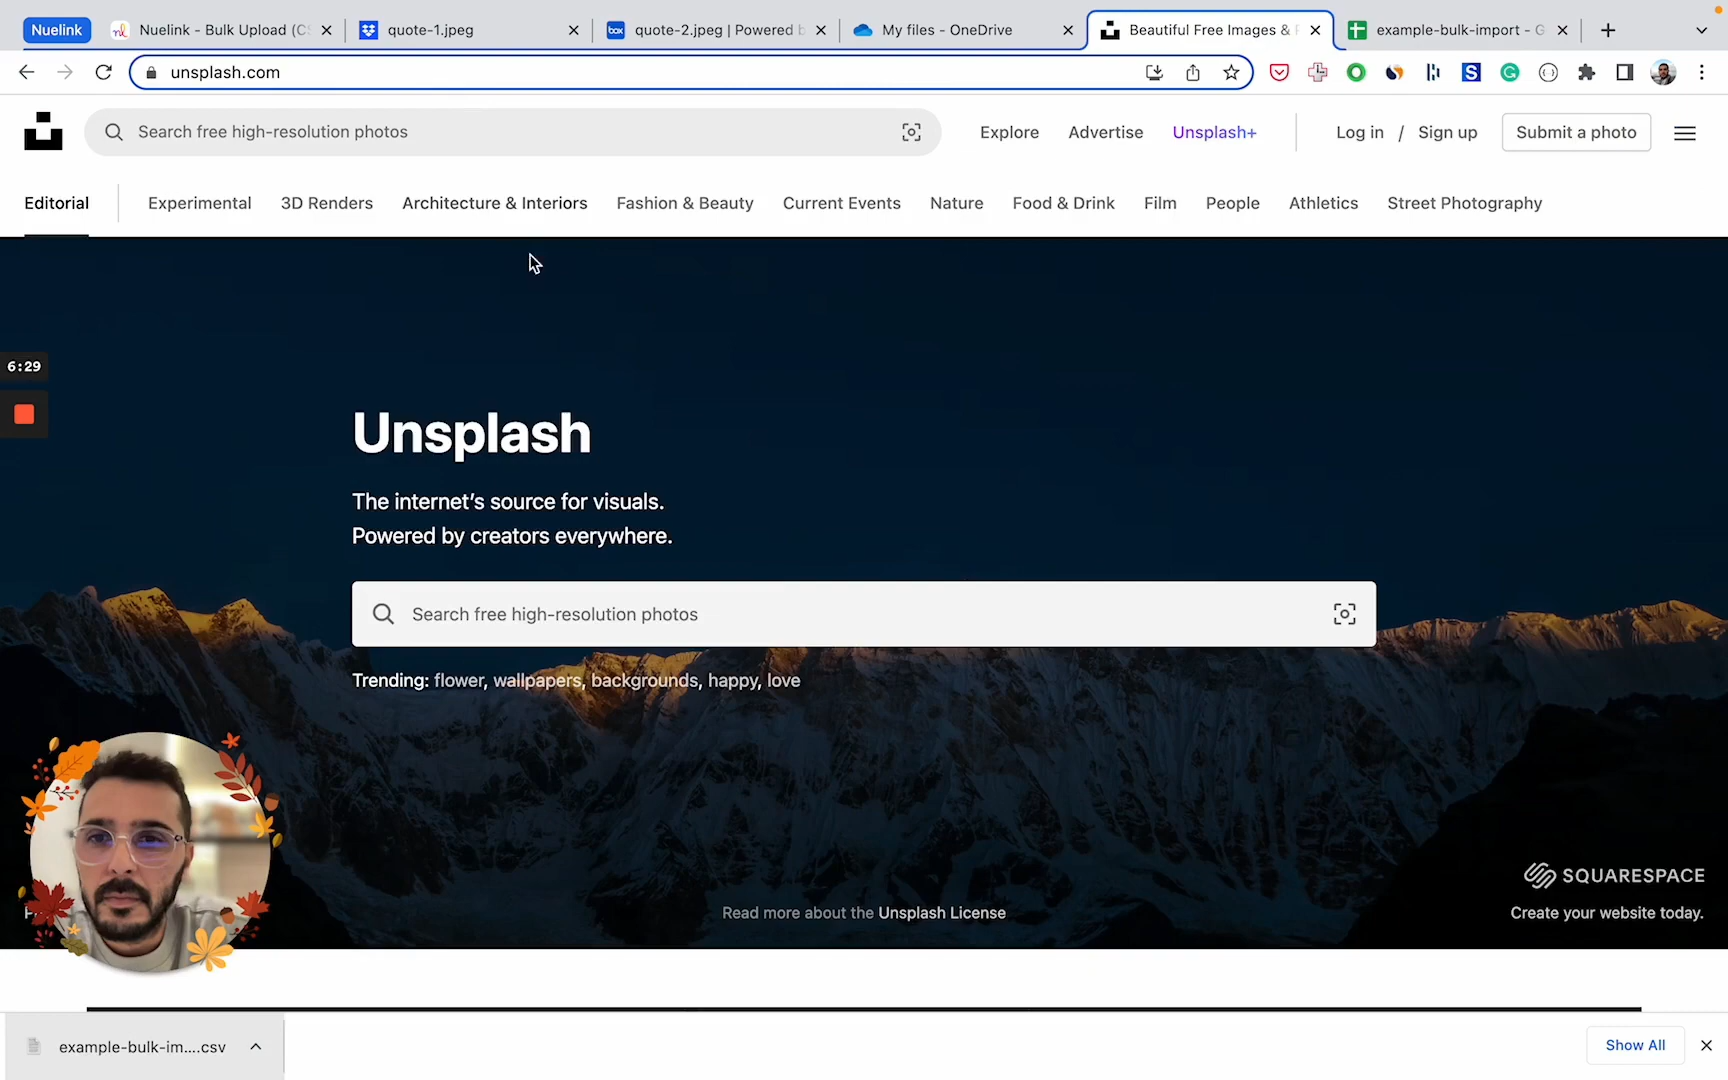 Nuelink
Nuelink - Bulk Upload (CS
quote-1.jpeg
box
quote-2.jpeg | Powered b
My files - OneDrive
Beautiful Free Images & P
example-bulk-import - G
unsplash.com
Search free high-resolution photos
Explore
Advertise
Unsplash+
Log in / Sign up
Submit a photo
Editorial
Experimental
3D Renders
Architecture & Interiors
Fashion & Beauty
Current Events
Nature
Food & Drink
Film
People
Athletics
Street Photography
6:29
Unsplash
The internet's source for visuals.
Powered by creators everywhere.
Search free high-resolution photos
Trending: flower, wallpapers, backgrounds, happy, love
SQUARESPACE
Read more about the Unsplash License
Create your website today.
example-bulk-im....csv
Show All